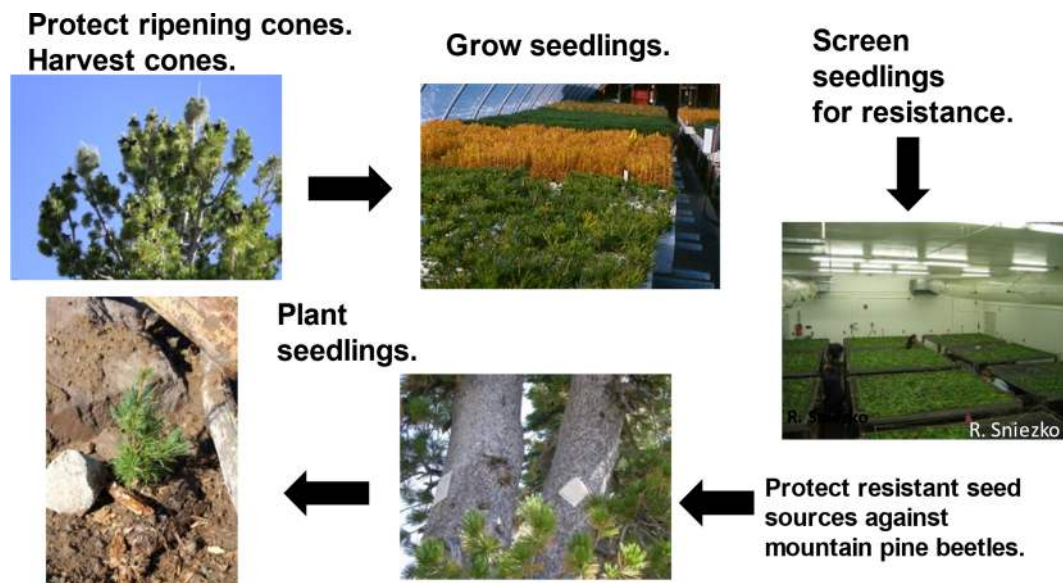 Protect ripening cones.
Harvest cones.
Grow seedlings.
Screen
seedlings
for resistance.
R. Sniezko
R. Sniezko
Protect resistant seed
sources against
mountain pine beetles.
Plant
seedlings.